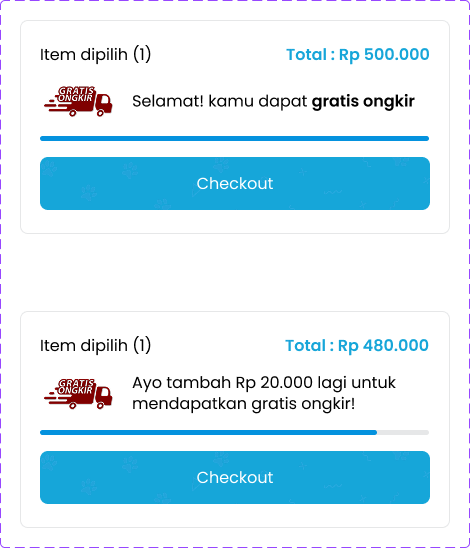 Item dipilih (1)
Total : Rp 500.000
GRATIS
ONGKIR
Selamat! kamu dapat gratis ongkir
Checkout
Item dipilih (1)
Total : Rp 480.000
GRATIS
ONGKIR
Ayo tambah Rp 20.000 lagi untuk
mendapatkan gratis ongkir!
Checkout